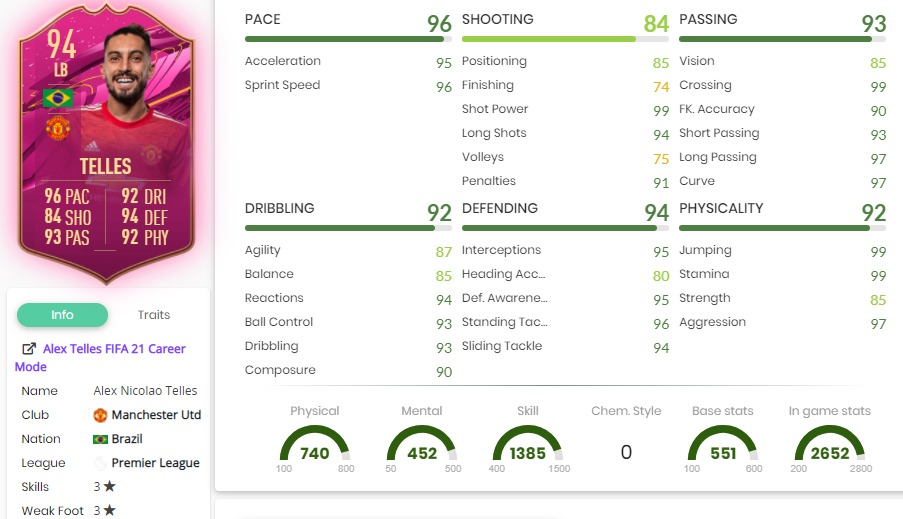 94
LB
TELLES
96 PAC 92 DRI
84 SHO 94 DEF
93 PAS 92 PHY
Info Traits
Alex Telles FIFA 21 Career
Mode
Name Alex Nicolao Telles
Club Manchester Utd
Nation Brazil
League Premier League
Skills 3 ★
Weak Foot 3 ★
PACE 96
Acceleration 95
Sprint Speed 96
SHOOTING 84
Positioning 85
Finishing 74
Shot Power 99
Long Shots 94
Volleys 75
Penalties 91
PASSING 93
Vision 85
Crossing 99
FK. Accuracy 90
Short Passing 93
Long Passing 97
Curve 97
DRIBBLING 92
Agility 87
Balance 85
Reactions 94
Ball Control 93
Dribbling 93
Composure 90
DEFENDING 94
Interceptions 95
Heading Acc... 80
Def. Awarene... 95
Standing Tac... 96
Sliding Tackle 94
PHYSICALITY 92
Jumping 99
Stamina 99
Strength 85
Aggression 97
Physical Mental Skill Chem. Style Base stats In game stats
740 452 1385 0 551 2652
100 800 50 500 400 1500 100 600 200 2800